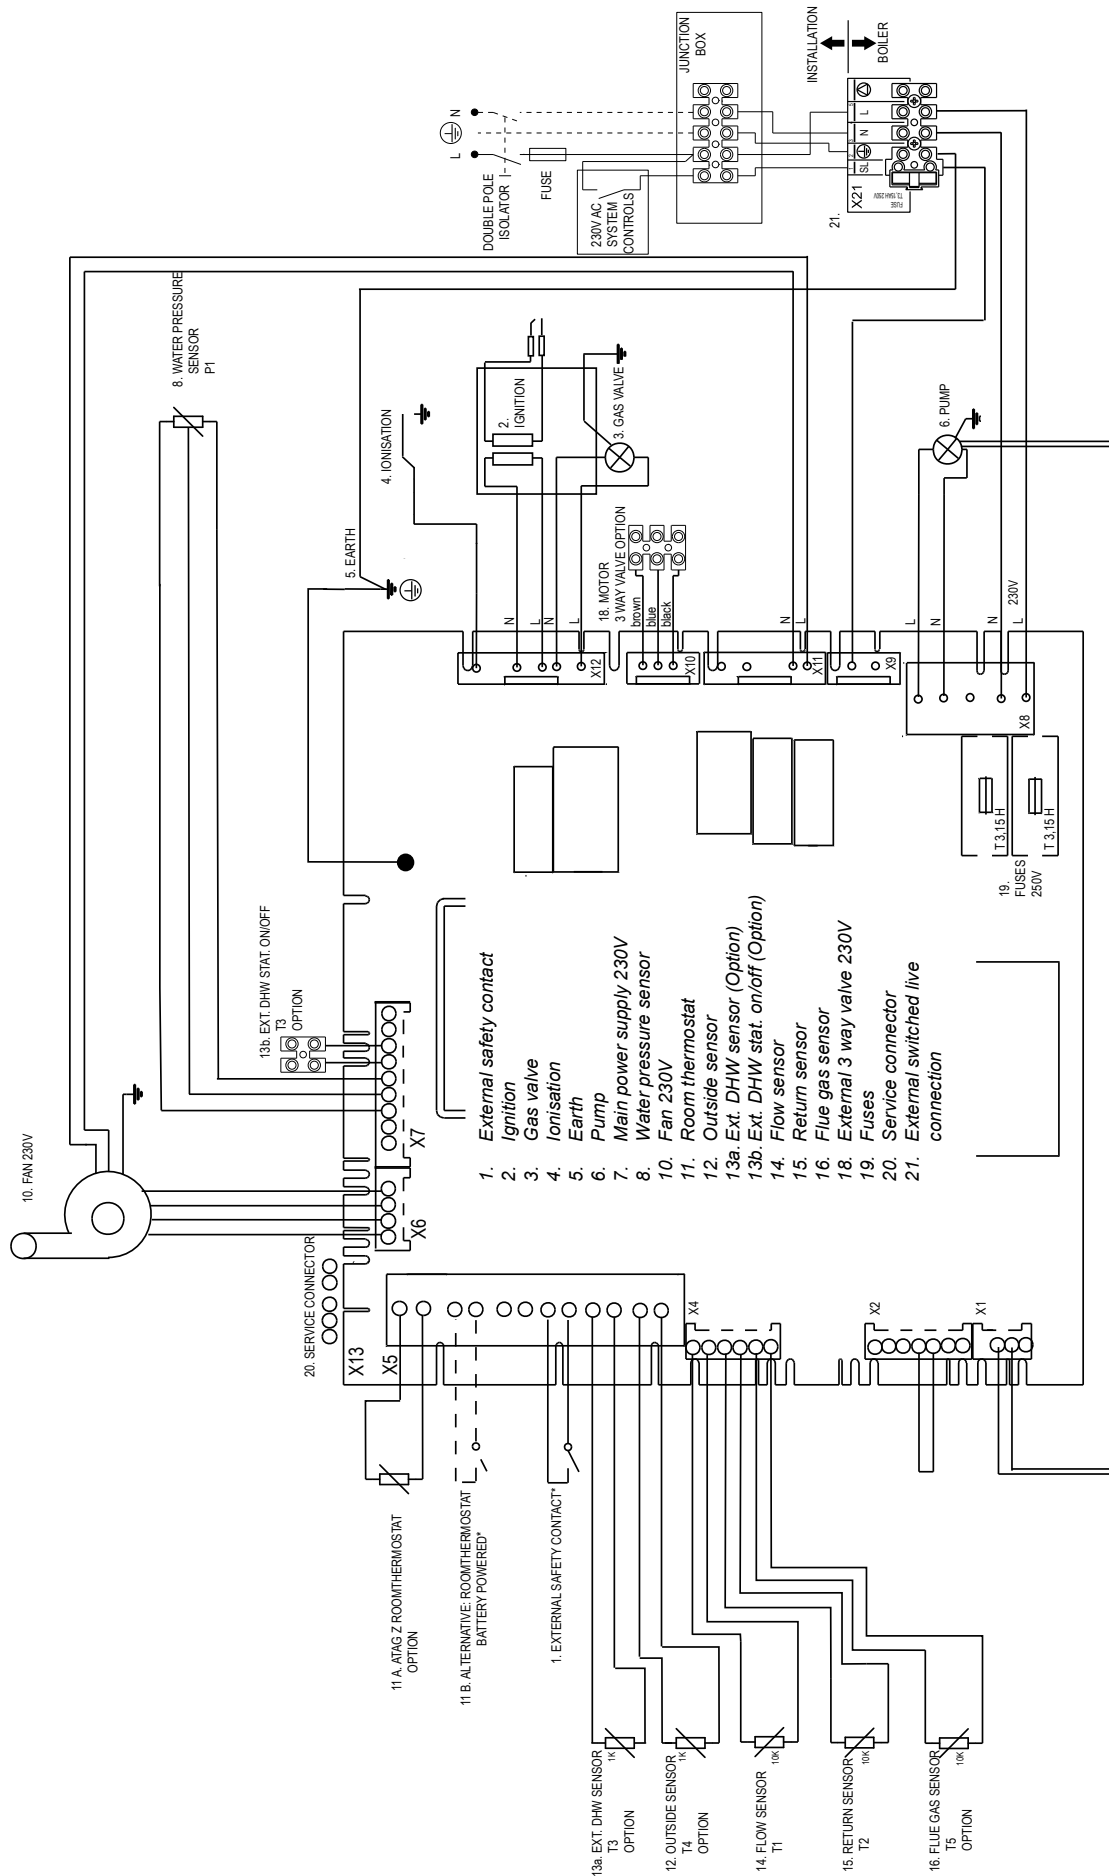 10. FAN 230V
8. WATER PRESSURE
SENSOR
P1
13b. EXT. DHW STAT. ON/OFF
T3
OPTION
20. SERVICE CONNECTOR
5. EARTH
4. IONISATION
2.
IGNITION
3. GAS VALVE
DOUBLE POLE
ISOLATOR
L
N
FUSE
230V AC
SYSTEM
CONTROLS
JUNCTION
BOX
INSTALLATION
BOILER
21.
X21
FUSE
T3,15AH 250V
SL
N
L
1
2
3
4
5
18. MOTOR
3 WAY VALVE OPTION
brown
blue
black
6. PUMP
N
L
N
L
N
L
L
N
N
L
230V
X12
X10
X11
X9
X8
T 3,15 H
T 3,15 H
19.
FUSES
250V
X7
X6
X13
X5
X4
X2
X1
1. External safety contact
2. Ignition
3. Gas valve
4. Ionisation
5. Earth
6. Pump
7. Main power supply 230V
8. Water pressure sensor
10. Fan 230V
11. Room thermostat
12. Outside sensor
13a. Ext. DHW sensor (Option)
13b. Ext. DHW stat. on/off (Option)
14. Flow sensor
15. Return sensor
16. Flue gas sensor
18. External 3 way valve 230V
19. Fuses
20. Service connector
21. External switched live
connection
11 A. ATAG Z ROOMTHERMOSTAT
OPTION
11 B. ALTERNATIVE: ROOMTHERMOSTAT
BATTERY POWERED*
1. EXTERNAL SAFETY CONTACT*
13a. EXT. DHW SENSOR
T3
OPTION
1K
12. OUTSIDE SENSOR
T4
OPTION
1K
14. FLOW SENSOR
T1
10K
15. RETURN SENSOR
T2
10K
16. FLUE GAS SENSOR
T5
OPTION
10K